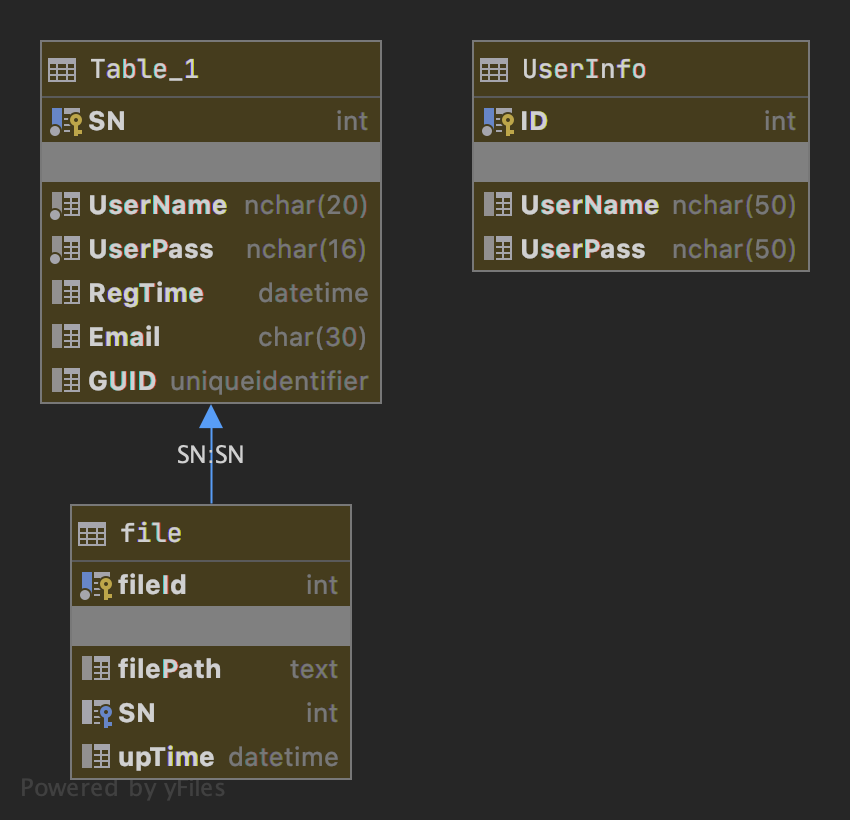 Table_1
SN int
UserName nchar(20)
UserPass nchar(16)
RegTime datetime
Email char(30)
GUID uniqueidentifier
UserInfo
ID int
UserName nchar(50)
UserPass nchar(50)
SN:SN
file
fileId int
filePath text
SN int
upTime datetime
Powered by yFiles